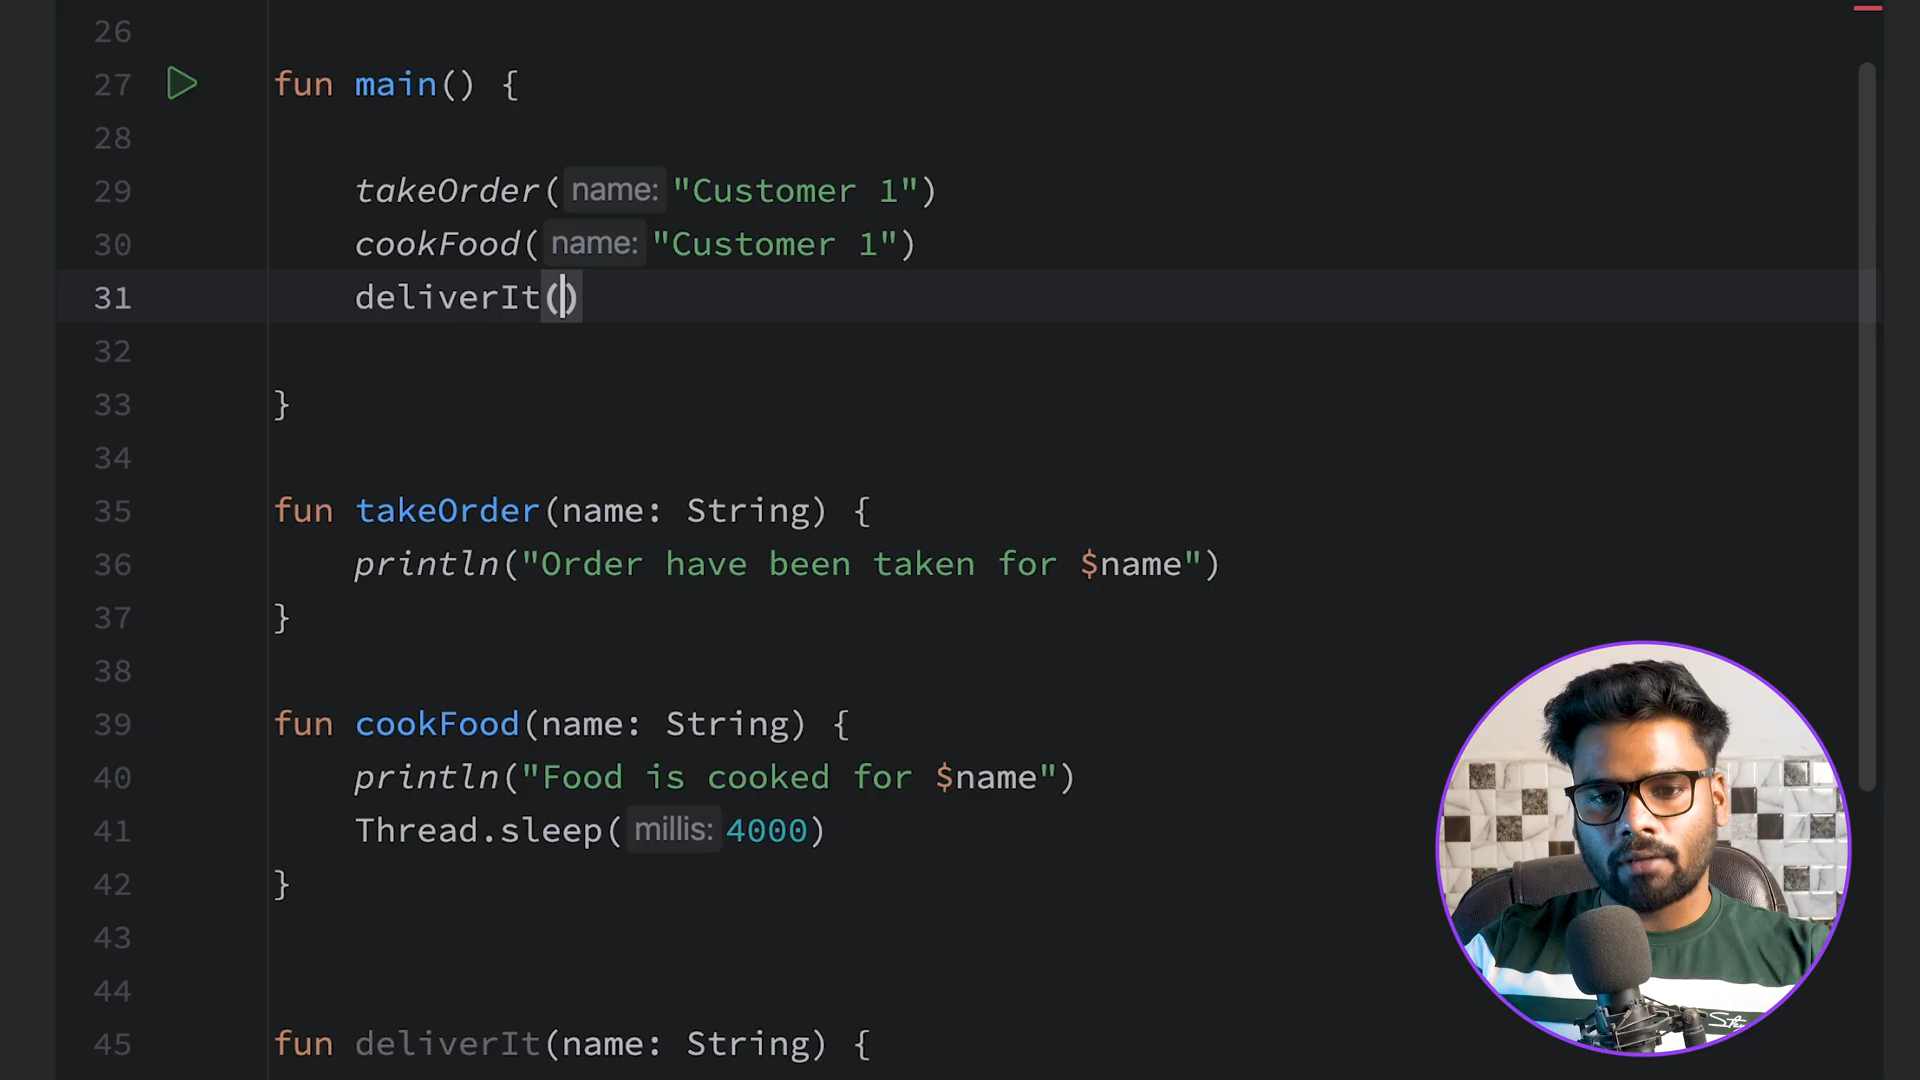 26
27 fun main() {
28
29 takeOrder( name: "Customer 1")
30 cookFood( name: "Customer 1")
31 deliverIt()
32
33 }
34
35 fun takeOrder(name: String) {
36 println("Order have been taken for $name")
37 }
38
39 fun cookFood(name: String) {
40 println("Food is cooked for $name")
41 Thread.sleep( millis: 4000)
42 }
43
44
45 fun deliverIt(name: String) {